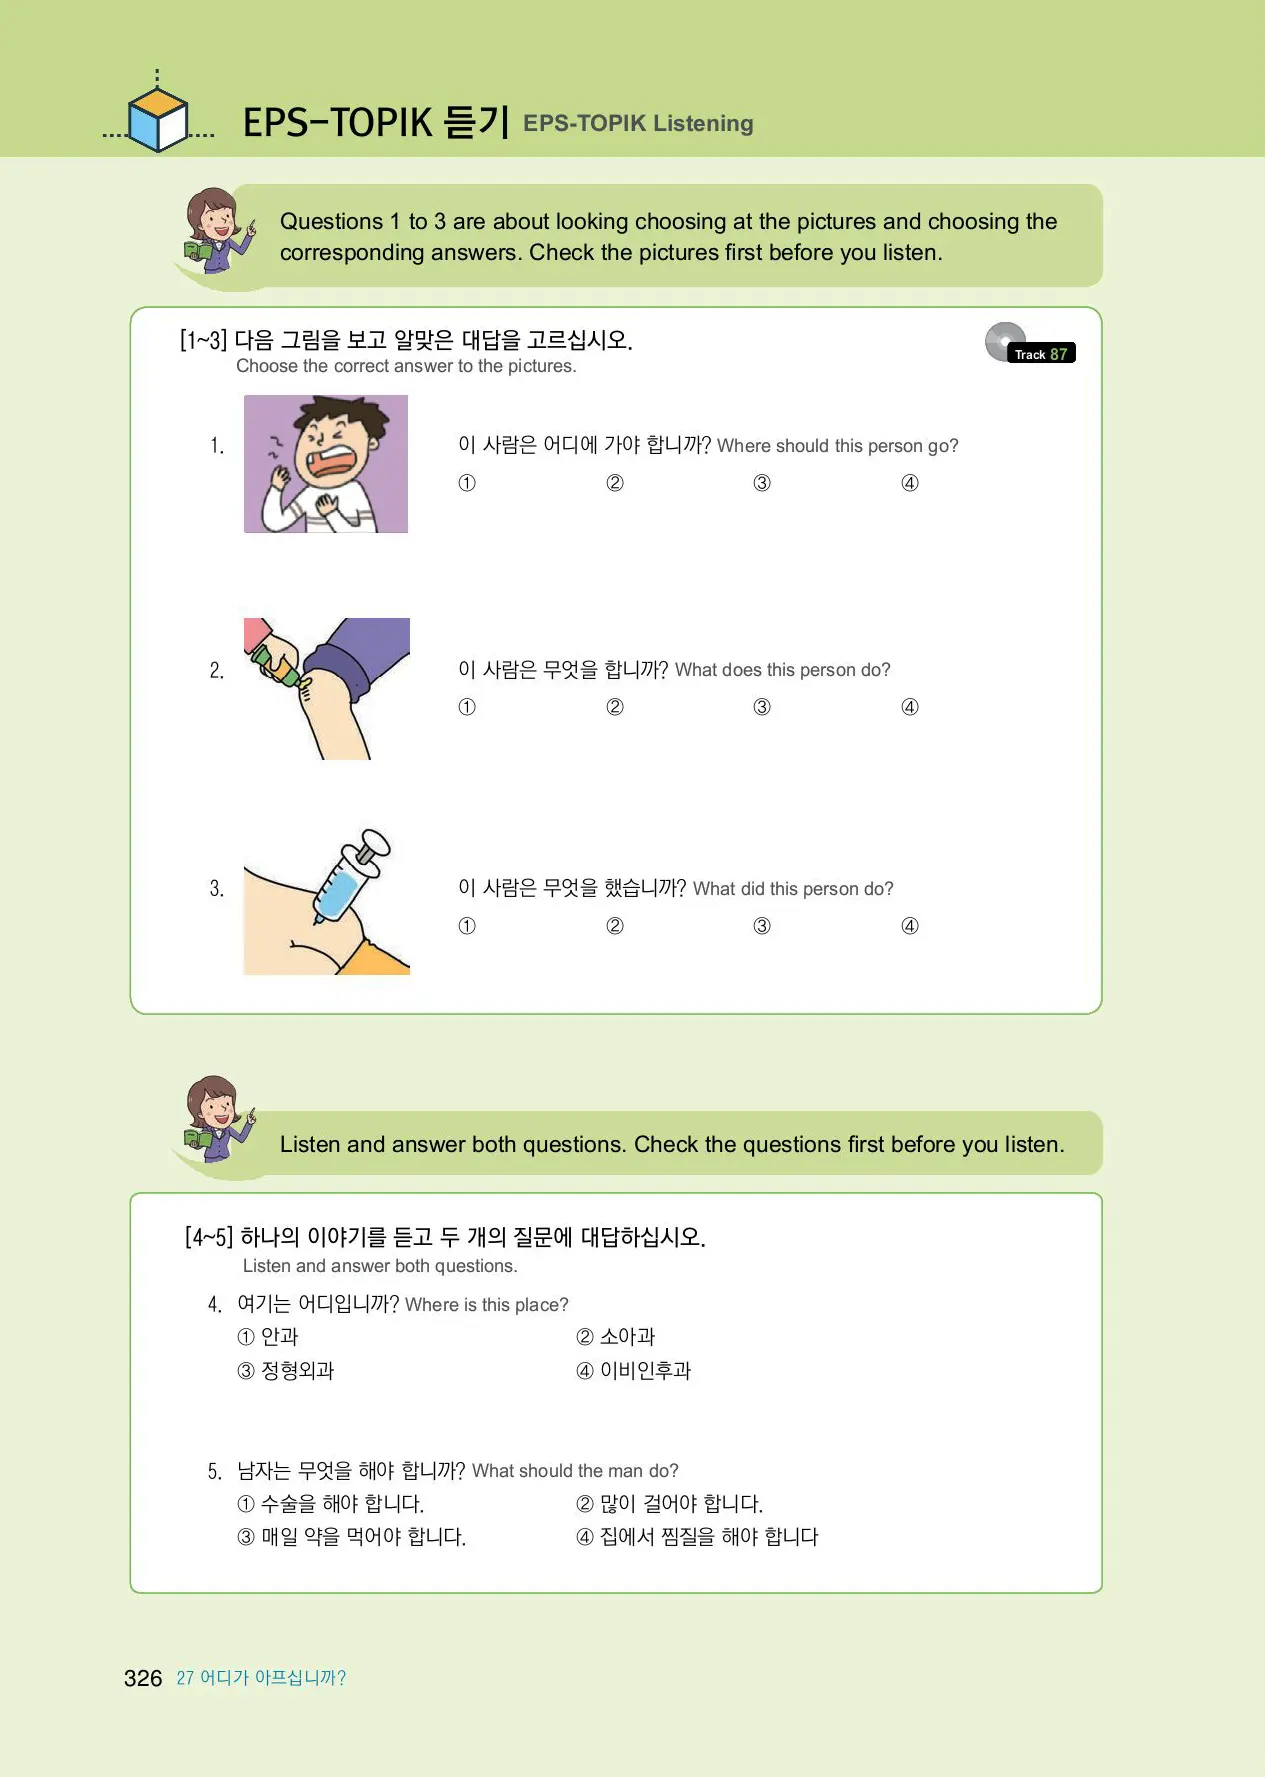 EPS-TOPIK 듣기 EPS-TOPIK Listening
Questions 1 to 3 are about looking choosing at the pictures and choosing the
corresponding answers. Check the pictures first before you listen.
[1~3] 다음 그림을 보고 알맞은 대답을 고르십시오.
Choose the correct answer to the pictures.
Track 87
1. 이 사람은 어디에 가야 합니까? Where should this person go?
① ② ③ ④
2. 이 사람은 무엇을 합니까? What does this person do?
① ② ③ ④
3. 이 사람은 무엇을 했습니까? What did this person do?
① ② ③ ④
Listen and answer both questions. Check the questions first before you listen.
[4~5] 하나의 이야기를 듣고 두 개의 질문에 대답하십시오.
Listen and answer both questions.
4. 여기는 어디입니까? Where is this place?
① 안과 ② 소아과
③ 정형외과 ④ 이비인후과
5. 남자는 무엇을 해야 합니까? What should the man do?
① 수술을 해야 합니다. ② 많이 걸어야 합니다.
③ 매일 약을 먹어야 합니다. ④ 집에서 찜질을 해야 합니다
326 27 어디가 아프십니까?